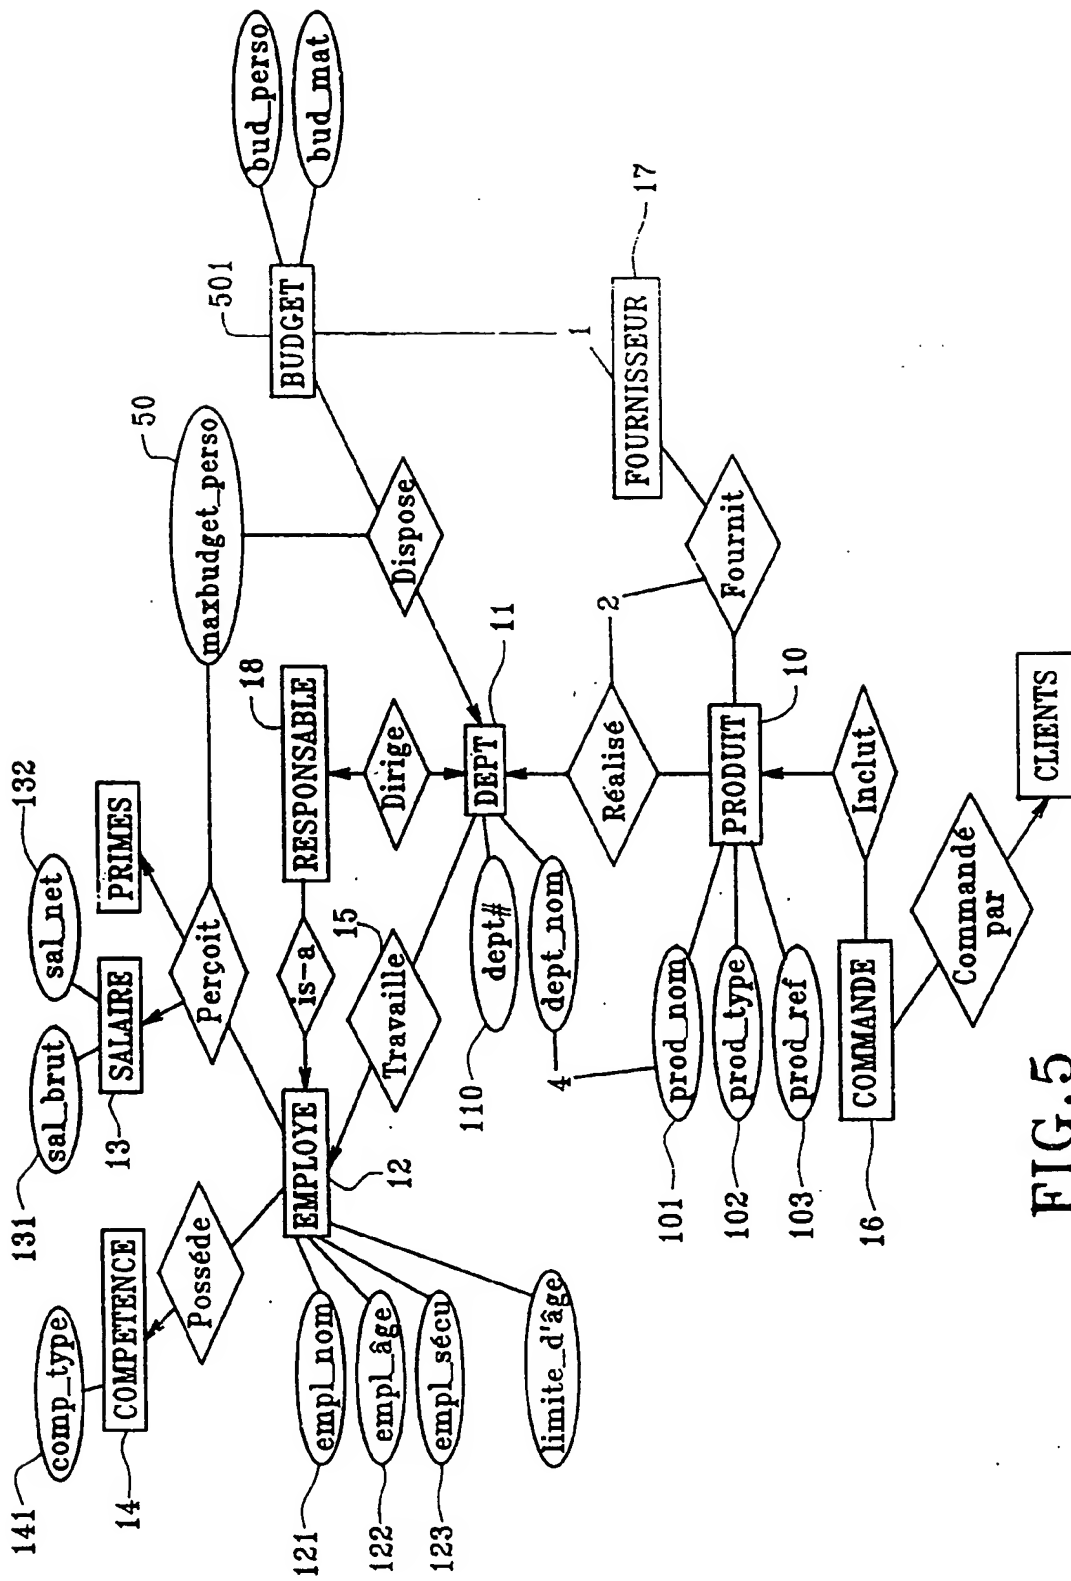 141
comp_type
14
COMPETENCE
Posséde
131
sal_brut
132
sal_net
13
SALAIRE
PRIMES
Perçoit
50
maxbudget_perso
501
BUDGET
bud_perso
bud_mat
121
empl_nom
122
empl_âge
123
empl_sécu
limite_d'âge
EMPLOYE
12
is-a
18
RESPONSABLE
15
Travaille
Dirige
Dispose
11
DEPT
110
dept#
dept_nom
4
Réalisé
2
1
17
FOURNISSEUR
Fournit
10
PRODUIT
101
prod_nom
102
prod_type
103
prod_ref
16
COMMANDE
Inclut
Commandé
par
CLIENTS
FIG.5